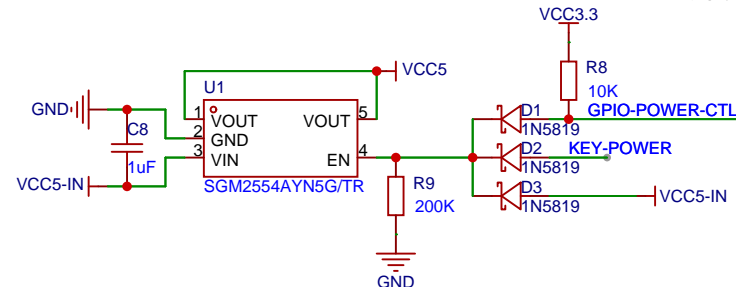 VCC3.3
R8
10K
VCC5
U1
GND
1
VOUT
VOUT
5
D1
GPIO-POWER-CTL
1N5819
C8
2
GND
1uF
3
VIN
EN
4
D2
KEY-POWER
1N5819
VCC5-IN
SGM2554AYN5G/TR
R9
200K
D3
1N5819
VCC5-IN
GND